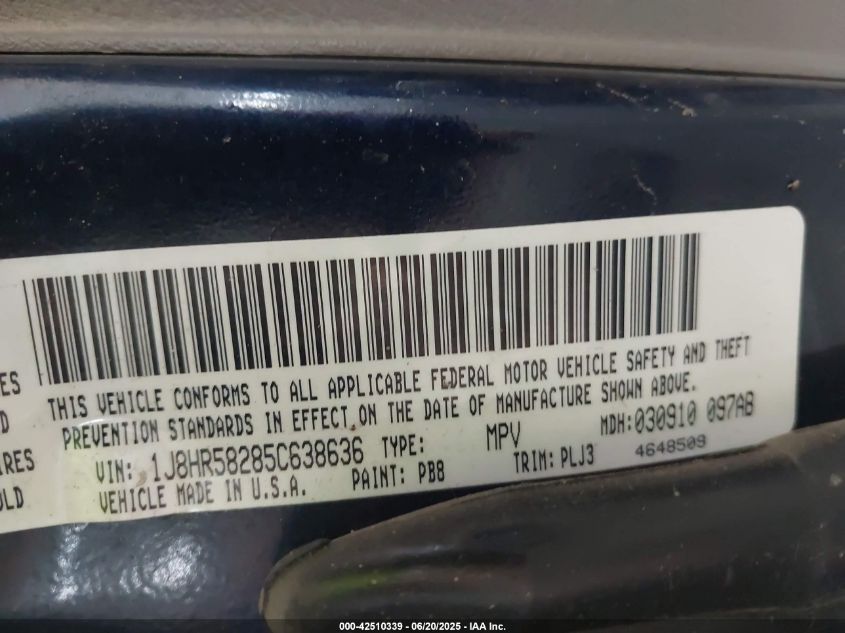 ES
D
IRES
OLD
THIS VEHICLE CONFORMS TO ALL APPLICABLE FEDERAL MOTOR VEHICLE SAFETY AND THEFT
PREVENTION STANDARDS IN EFFECT ON THE DATE OF MANUFACTURE SHOWN ABOVE.
VIN: 1J8HR58285C638636 TYPE: MPV MDH:030910 097AB
VEHICLE MADE IN U.S.A. PAINT: PB8 TRIM: PLJ3 4648509
000-42510339 - 06/20/2025 - IAA Inc.